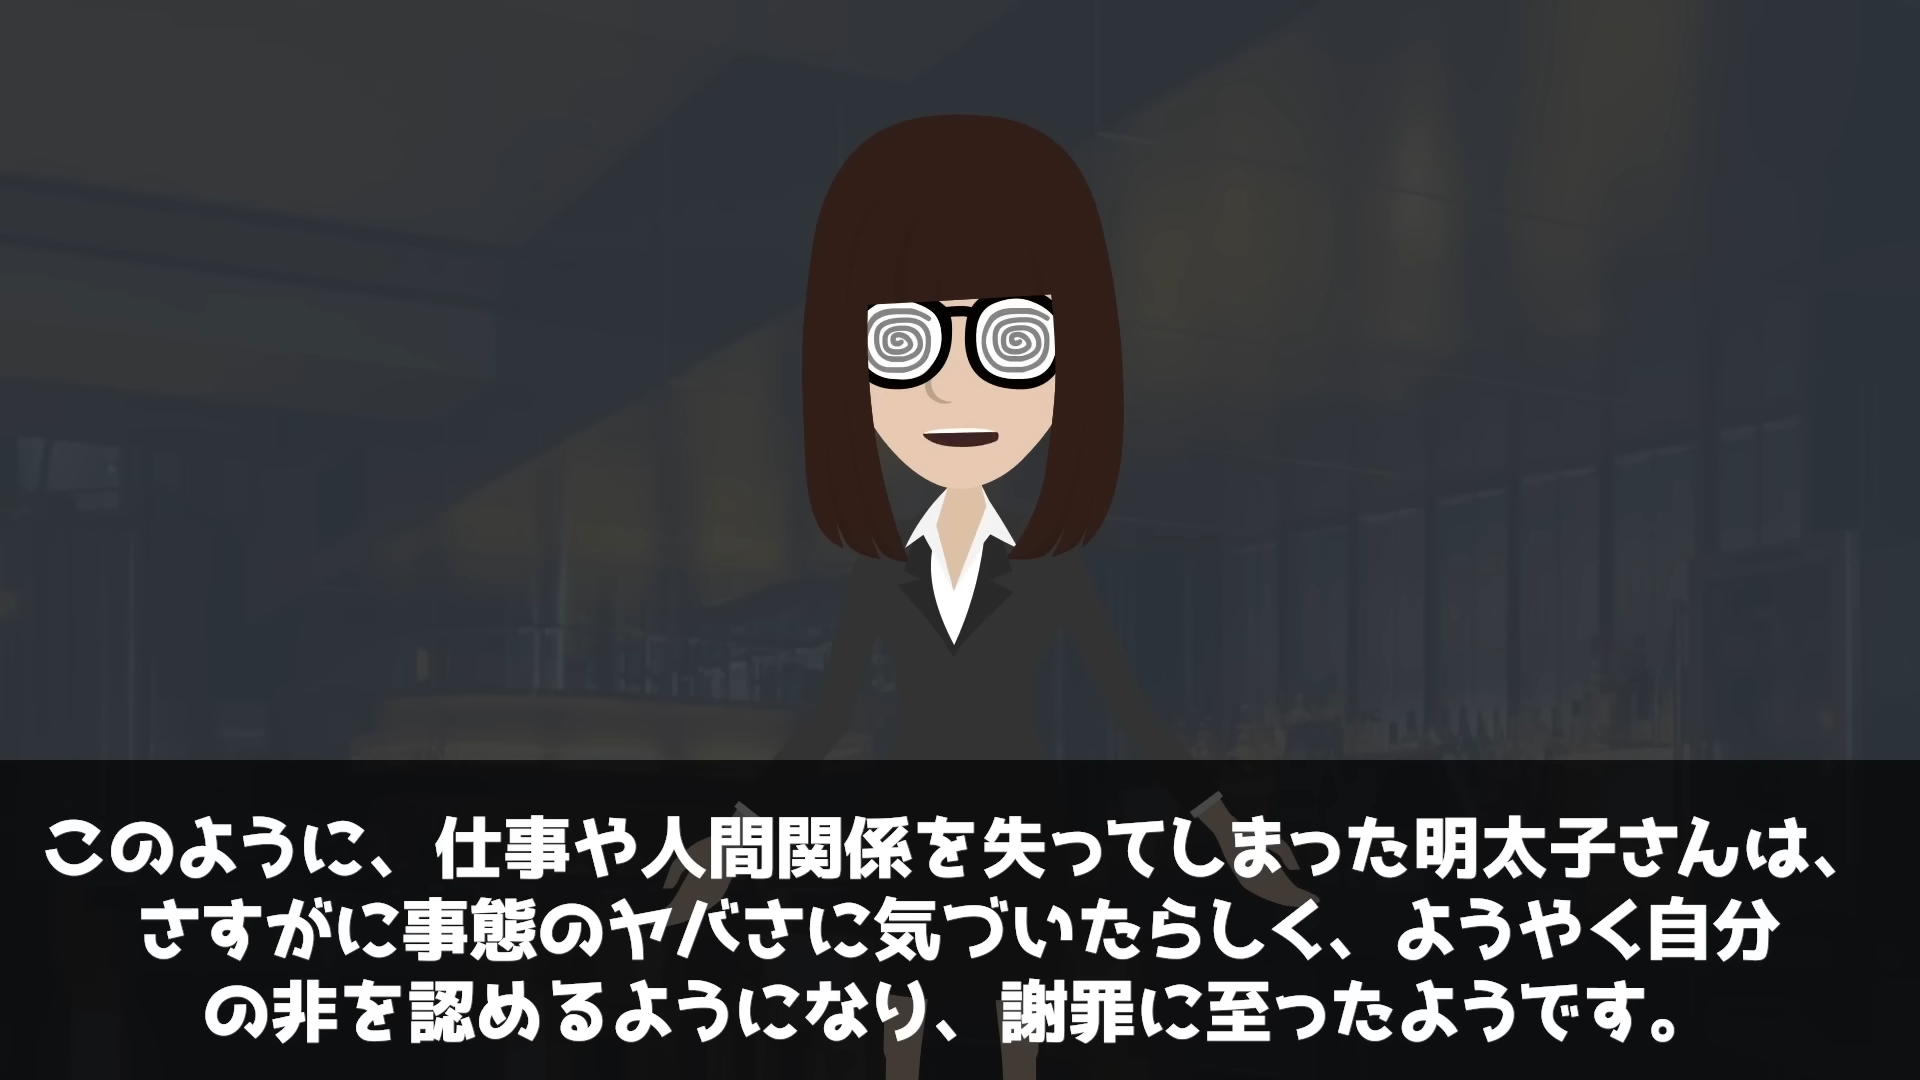 このように、仕事や人間関係を失ってしまった明太子さんは、
さすがに事態のヤバさに気づいたらしく、ようやく自分
の非を認めるようになり、謝罪に至ったようです。